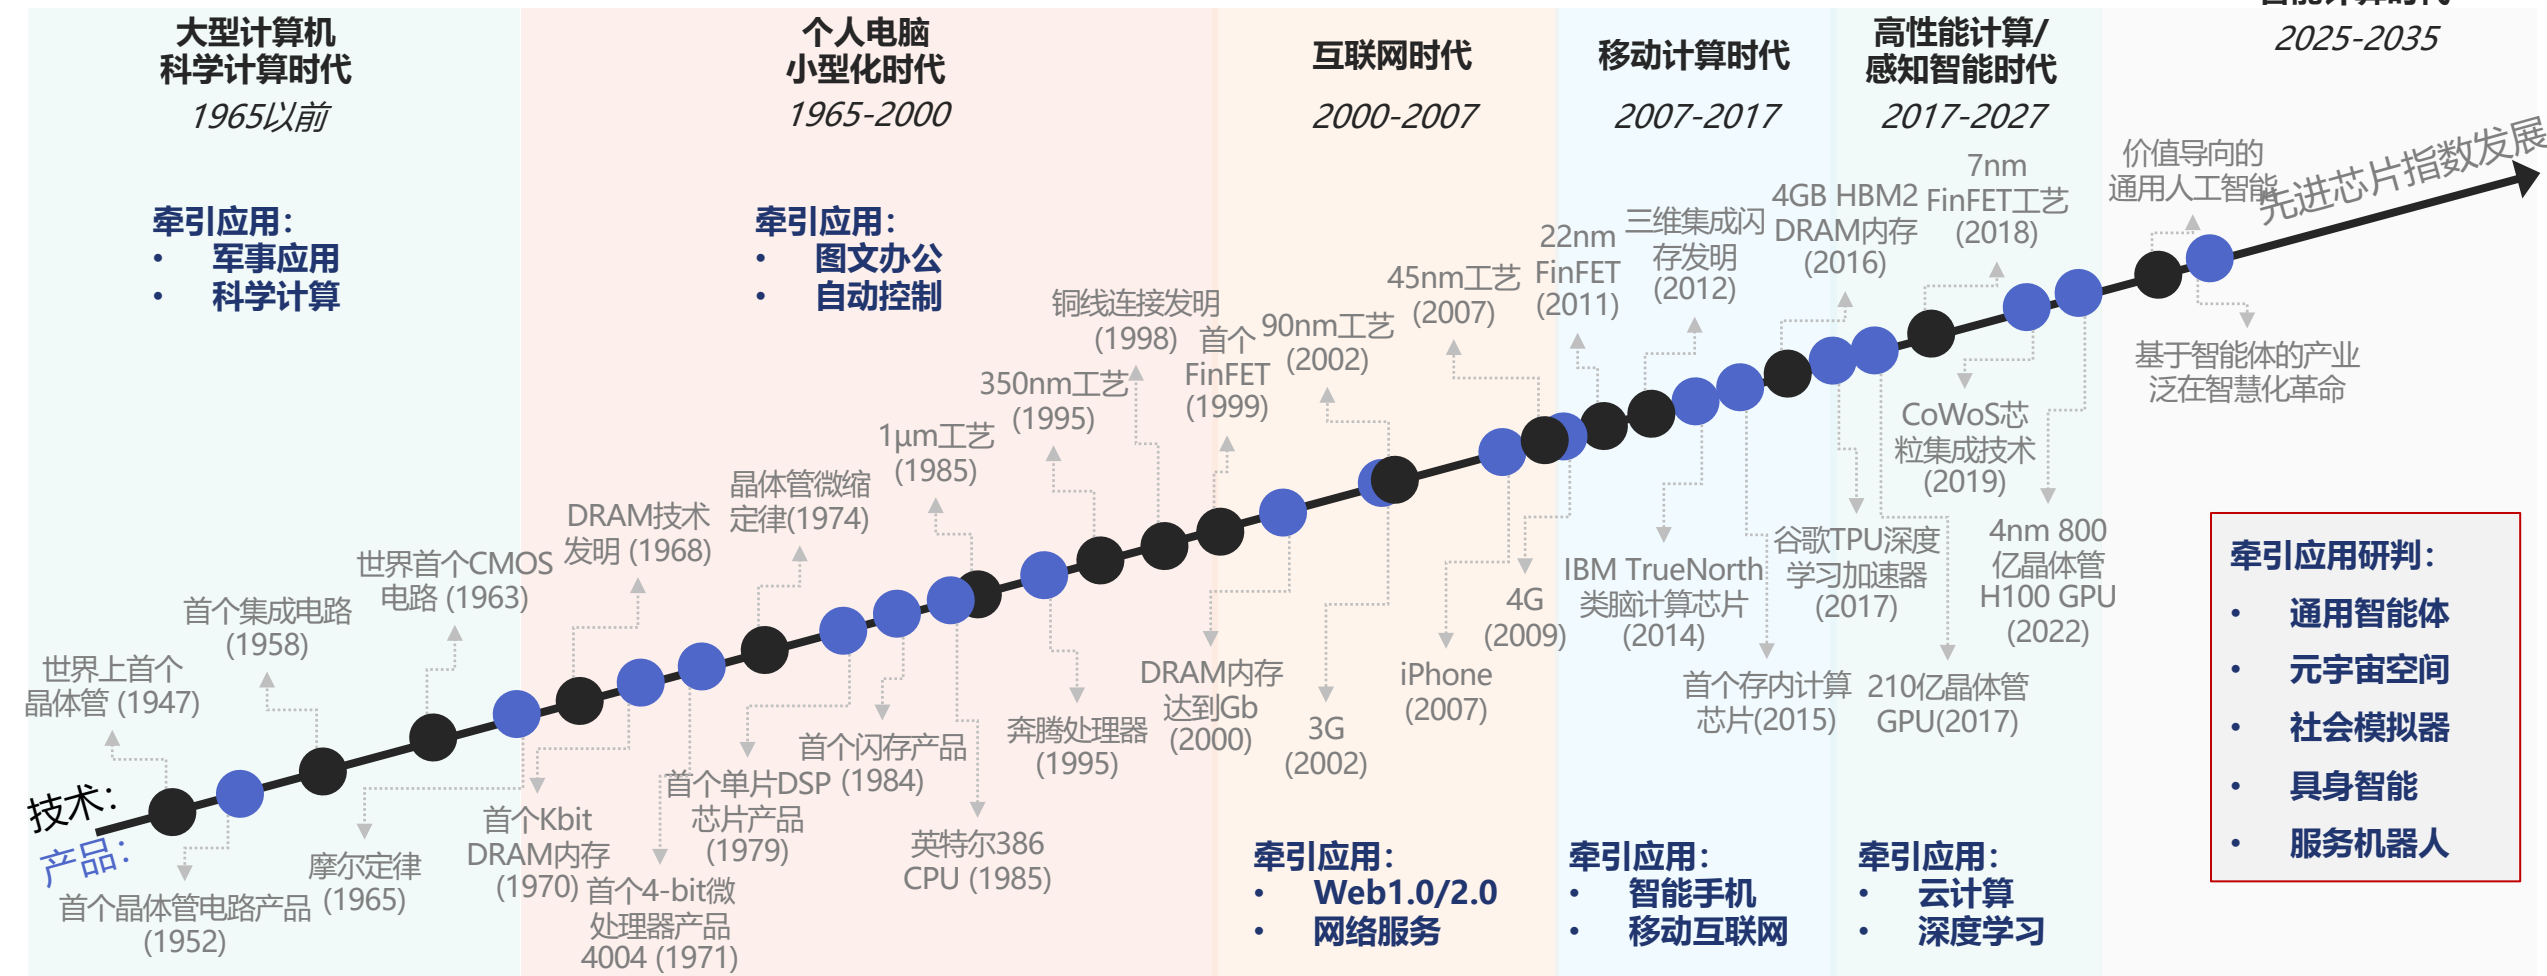 大型计算机
科学计算时代
1965以前
牵引应用：
• 军事应用
• 科学计算
个人电脑
小型化时代
1965-2000
牵引应用：
• 图文办公
• 自动控制
互联网时代
2000-2007
移动计算时代
2007-2017
高性能计算/
感知智能时代
2017-2027
2025-2035
先进芯片指数发展
技术：
产品：
世界上首个
晶体管 (1947)
首个集成电路
(1958)
世界首个CMOS
电路 (1963)
DRAM技术
发明 (1968)
晶体管微缩
定律(1974)
1μm工艺
(1985)
350nm工艺
(1995)
铜线连接发明
(1998)
首个
FinFET
(1999)
90nm工艺
(2002)
45nm工艺
(2007)
22nm
FinFET
(2011)
三维集成闪
存发明
(2012)
4GB HBM2
DRAM内存
(2016)
7nm
FinFET工艺
(2018)
价值导向的
通用人工智能
首个晶体管电路产品
(1952)
摩尔定律
(1965)
首个Kbit
DRAM内存
(1970)
首个4-bit微
处理器产品
4004 (1971)
首个单片DSP
芯片产品
(1979)
首个闪存产品
(1984)
英特尔386
CPU (1985)
奔腾处理器
(1995)
DRAM内存
达到Gb
(2000)
3G
(2002)
iPhone
(2007)
4G
(2009)
IBM TrueNorth
类脑计算芯片
(2014)
首个存内计算
芯片(2015)
谷歌TPU深度
学习加速器
(2017)
210亿晶体管
GPU(2017)
CoWoS芯
粒集成技术
(2019)
4nm 800
亿晶体管
H100 GPU
(2022)
基于智能体的产业
泛在智慧化革命
牵引应用：
• Web1.0/2.0
• 网络服务
牵引应用：
• 智能手机
• 移动互联网
牵引应用：
• 云计算
• 深度学习
牵引应用研判：
• 通用智能体
• 元宇宙空间
• 社会模拟器
• 具身智能
• 服务机器人